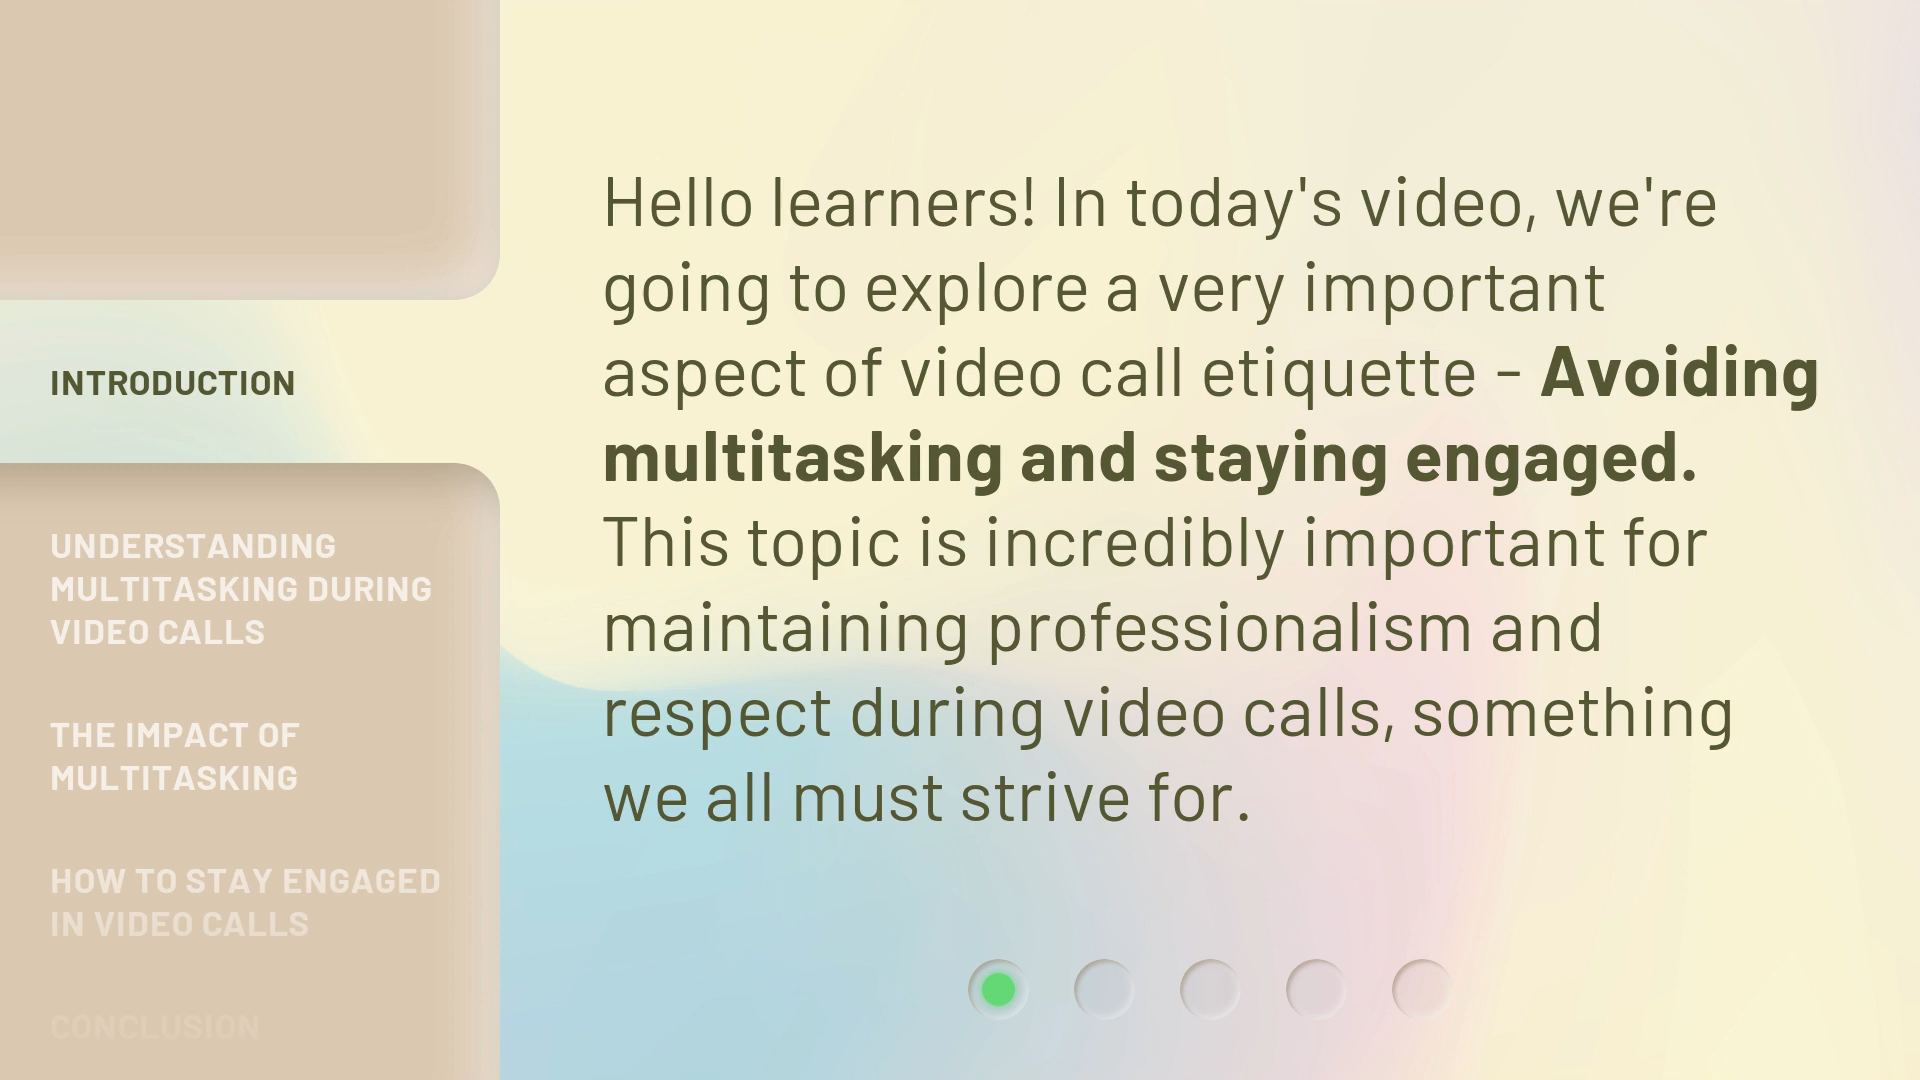 INTRODUCTION
UNDERSTANDING
MULTITASKING DURING
VIDEO CALLS
THE IMPACT OF
MULTITASKING
HOW TO STAY ENGAGED
IN VIDEO CALLS
CONCLUSION
Hello learners! In today's video, we're
going to explore a very important
aspect of video call etiquette - Avoiding
multitasking and staying engaged.
This topic is incredibly important for
maintaining professionalism and
respect during video calls, something
we all must strive for.